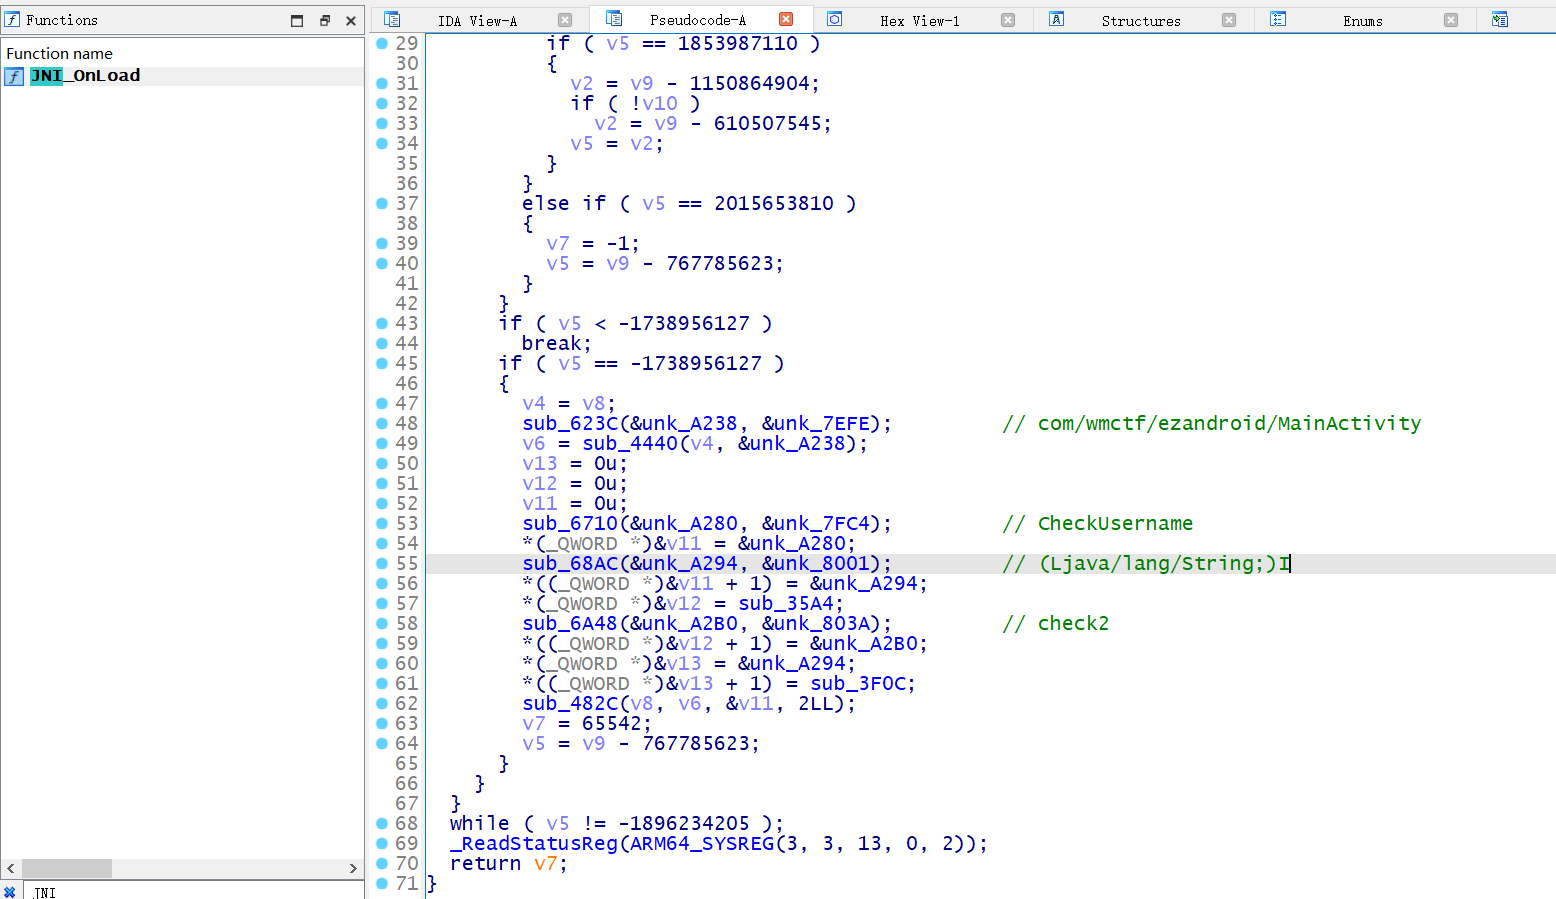 Functions
IDA View-A
Pseudocode-A
Hex View-1
Structures
Enums
Function name
JNI_OnLoad
29 if ( v5 == 1853987110 )
30 {
31 v2 = v9 - 1150864904;
32 if ( !v10 )
33 v2 = v9 - 610507545;
34 v5 = v2;
35 }
36 }
37 else if ( v5 == 2015653810 )
38 {
39 v7 = -1;
40 v5 = v9 - 767785623;
41 }
42 }
43 if ( v5 < -1738956127 )
44 break;
45 if ( v5 == -1738956127 )
46 {
47 v4 = v8;
48 sub_623C(&unk_A238, &unk_7EFE); // com/wmctf/ezandroid/MainActivity
49 v6 = sub_4440(v4, &unk_A238);
50 v13 = 0u;
51 v12 = 0u;
52 v11 = 0u;
53 sub_6710(&unk_A280, &unk_7FC4); // CheckUsername
54 *(_QWORD *)&v11 = &unk_A280;
55 sub_68AC(&unk_A294, &unk_8001); // (Ljava/lang/String;)I
56 *((_QWORD *)&v11 + 1) = &unk_A294;
57 *(_QWORD *)&v12 = sub_35A4;
58 sub_6A48(&unk_A2B0, &unk_803A); // check2
59 *((_QWORD *)&v12 + 1) = &unk_A2B0;
60 *(_QWORD *)&v13 = &unk_A294;
61 *((_QWORD *)&v13 + 1) = sub_3F0C;
62 sub_482C(v8, v6, &v11, 2LL);
63 v7 = 65542;
64 v5 = v9 - 767785623;
65 }
66 }
67 }
68 while ( v5 != -1896234205 );
69 _ReadStatusReg(ARM64_SYSREG(3, 3, 13, 0, 2));
70 return v7;
71 }
JNI